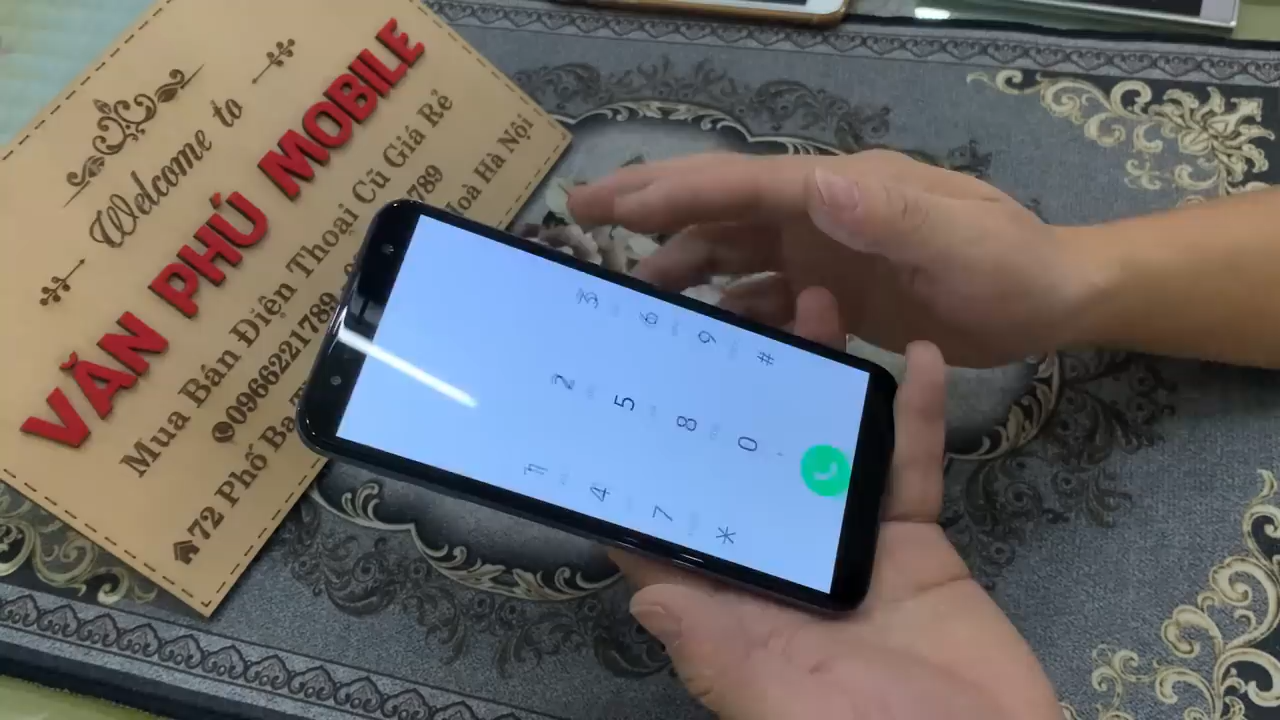 Welcome to
VĂN PHÚ MOBILE
Mua Bán Điện Thoại Cũ Giá Rẻ
0966221789 789
72 Phố Ba Hoà Hà Nội
1 2 3
4 5 6
7 8 9
* 0 #